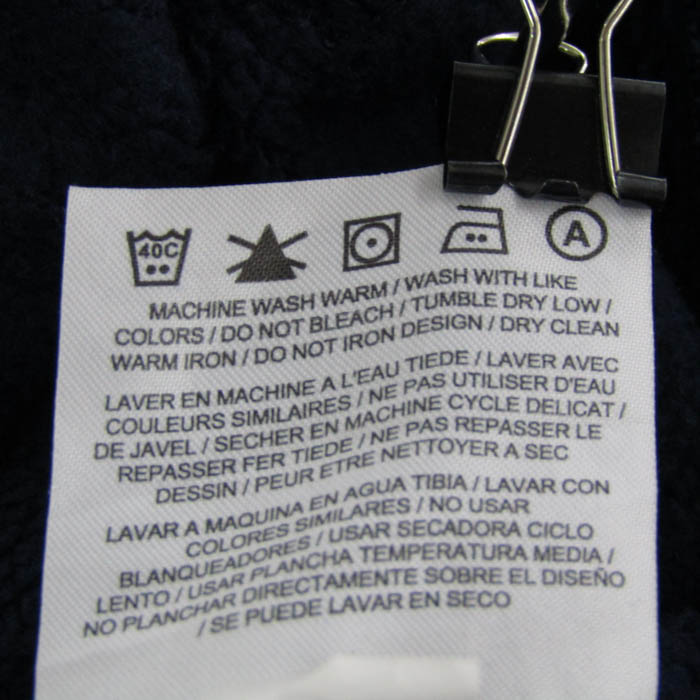 40C
A
MACHINE WASH WARM / WASH WITH LIKE
COLORS / DO NOT BLEACH / TUMBLE DRY LOW /
WARM IRON / DO NOT IRON DESIGN / DRY CLEAN
LAVER EN MACHINE A L'EAU TIEDE / LAVER AVEC
COULEURS SIMILAIRES / NE PAS UTILISER D'EAU
DE JAVEL / SECHER EN MACHINE CYCLE DELICAT /
REPASSER FER TIEDE / NE PAS REPASSER LE
DESSIN / PEUR ETRE NETTOYER A SEC
LAVAR A MAQUINA EN AGUA TIBIA / LAVAR CON
COLORES SIMILARES / NO USAR
BLANQUEADORES / USAR SECADORA CICLO
LENTO / USAR PLANCHA TEMPERATURA MEDIA /
NO PLANCHAR DIRECTAMENTE SOBRE EL DISEÑO
/ SE PUEDE LAVAR EN SECO